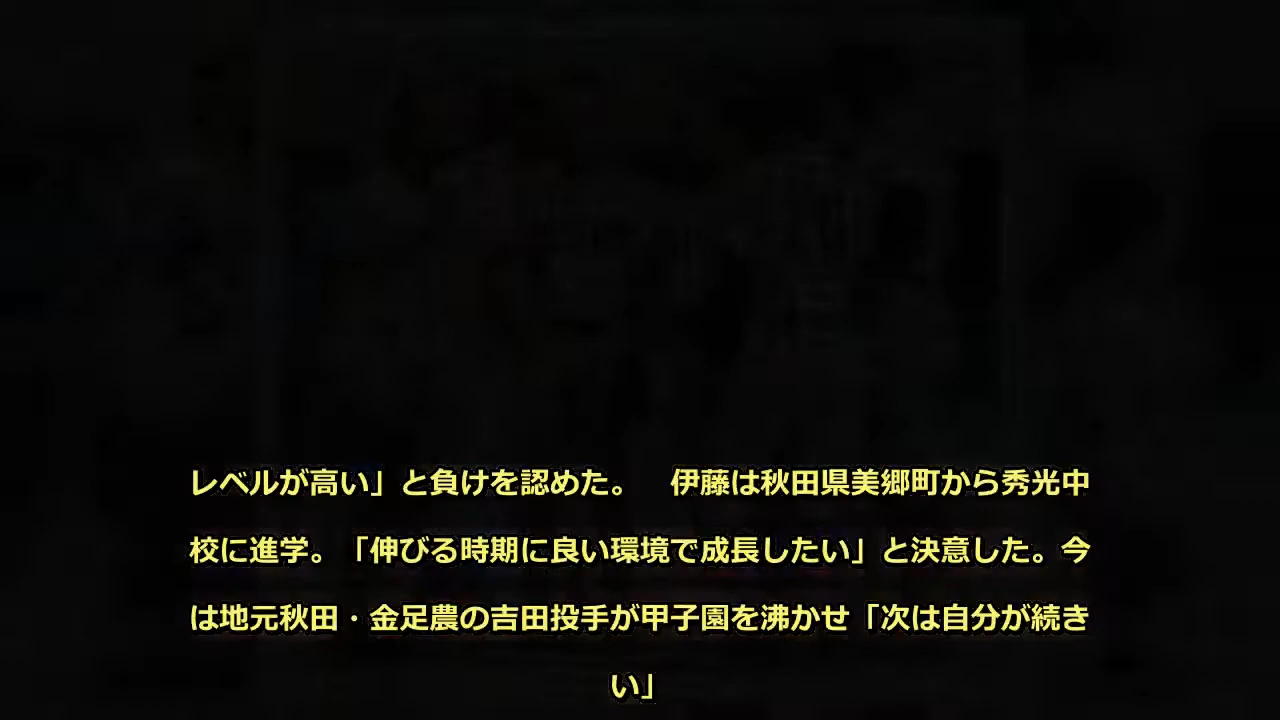 レベルが高い」と負けを認めた。　伊藤は秋田県美郷町から秀光中
校に進学。「伸びる時期に良い環境で成長したい」と決意した。今
は地元秋田・金足農の吉田投手が甲子園を沸かせ「次は自分が続き
い」